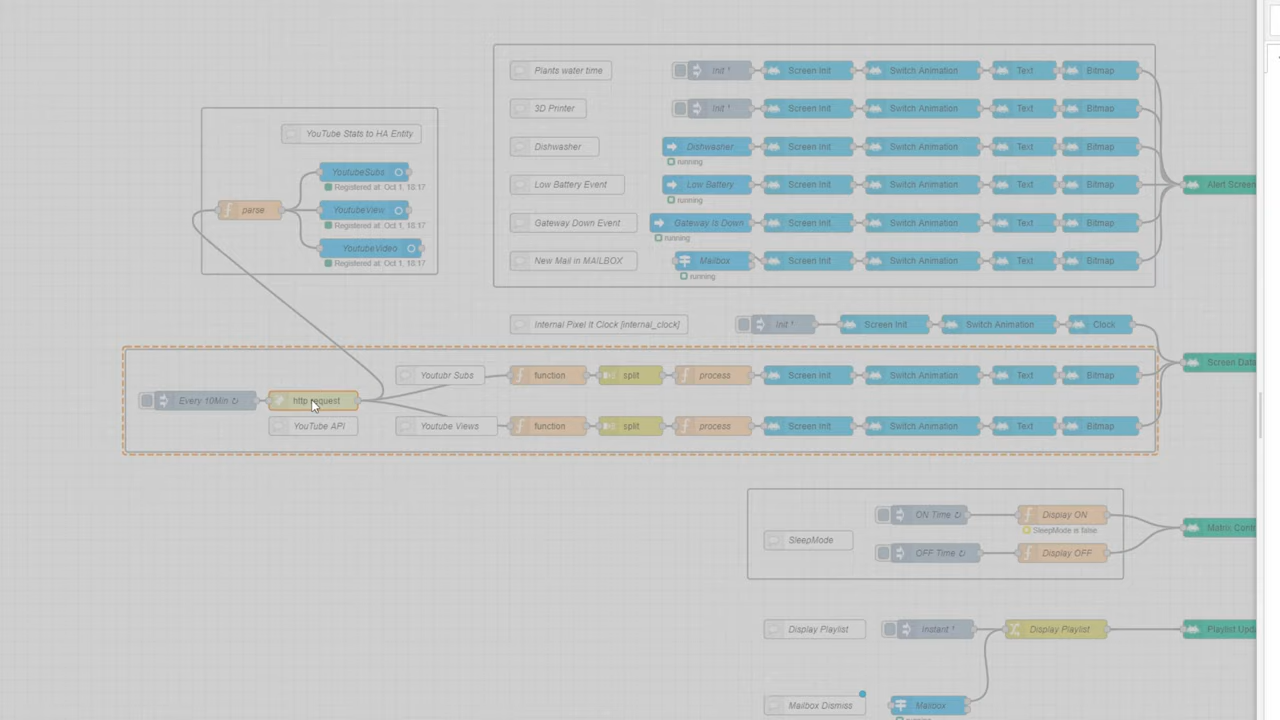 Plants water time Init ¹ Screen Init Switch Animation Text Bitmap
3D Printer Init ¹ Screen Init Switch Animation Text Bitmap
YouTube Stats to HA Entity
Dishwasher Dishwasher Screen Init Switch Animation Text Bitmap
running
YoutubeSubs
Registered at: Oct 1, 18:17
Low Battery Event Low Battery Screen Init Switch Animation Text Bitmap Alert Screen
running
parse YoutubeView
Registered at: Oct 1, 18:17
Gateway Down Event Gateway Is Down Screen Init Switch Animation Text Bitmap
running
YoutubeVideo
Registered at: Oct 1, 18:17
New Mail in MAILBOX Mailbox Screen Init Switch Animation Text Bitmap
running
Internal Pixel It Clock [internal_clock] Init ¹ Screen Init Switch Animation Clock
Screen Data
Youtubr Subs function split process Screen Init Switch Animation Text Bitmap
Every 10Min ↻ http request
YouTube API Youtube Views function split process Screen Init Switch Animation Text Bitmap
ON Time ↻ Display ON
SleepMode is false
Matrix Contr
SleepMode
OFF Time ↻ Display OFF
Display Playlist Instant ¹ Display Playlist Playlist Upd
Mailbox Dismiss Mailbox